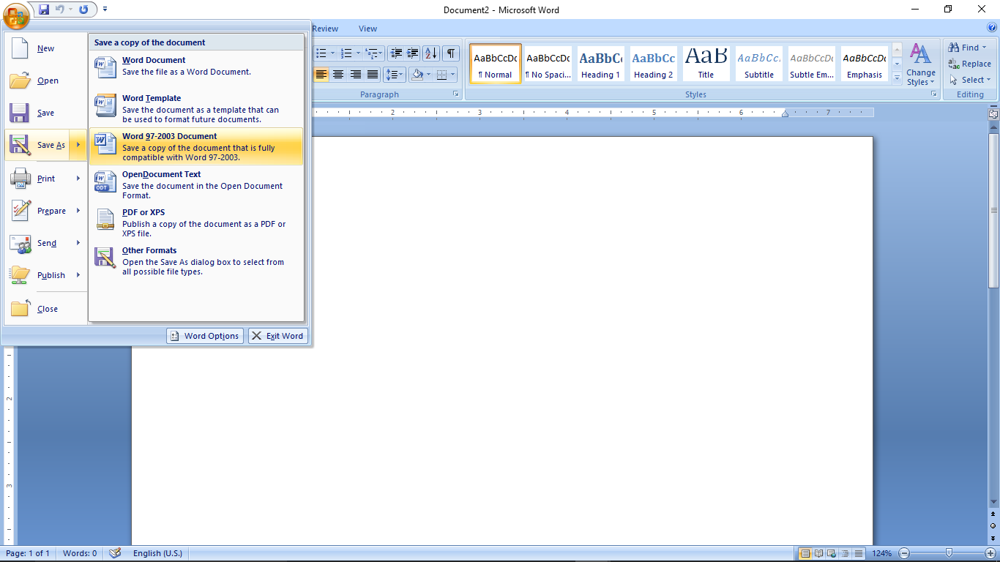 Document2 - Microsoft Word
Review View
New
Open
Save
Save As
Print
Prepare
Send
Publish
Close
Save a copy of the document
Word Document
Save the file as a Word Document.
Word Template
Save the document as a template that can
be used to format future documents.
Word 97-2003 Document
Save a copy of the document that is fully
compatible with Word 97-2003.
OpenDocument Text
Save the document in the Open Document
Format.
ODT
PDF or XPS
Publish a copy of the document as a PDF or
XPS file.
Other Formats
Open the Save As dialog box to select from
all possible file types.
Word Options Exit Word
AaBbCcDc AaBbCcDc AaBbCc AaBbCc AaB AaBbCc. AaBbCcDc AaBbCcDc
¶ Normal ¶ No Spaci... Heading 1 Heading 2 Title Subtitle Subtle Em... Emphasis
Change
Styles
Find
Replace
Select
Paragraph Styles Editing
2 3 4 5 6 7
2
3
Page: 1 of 1 Words: 0 English (U.S.) 124%